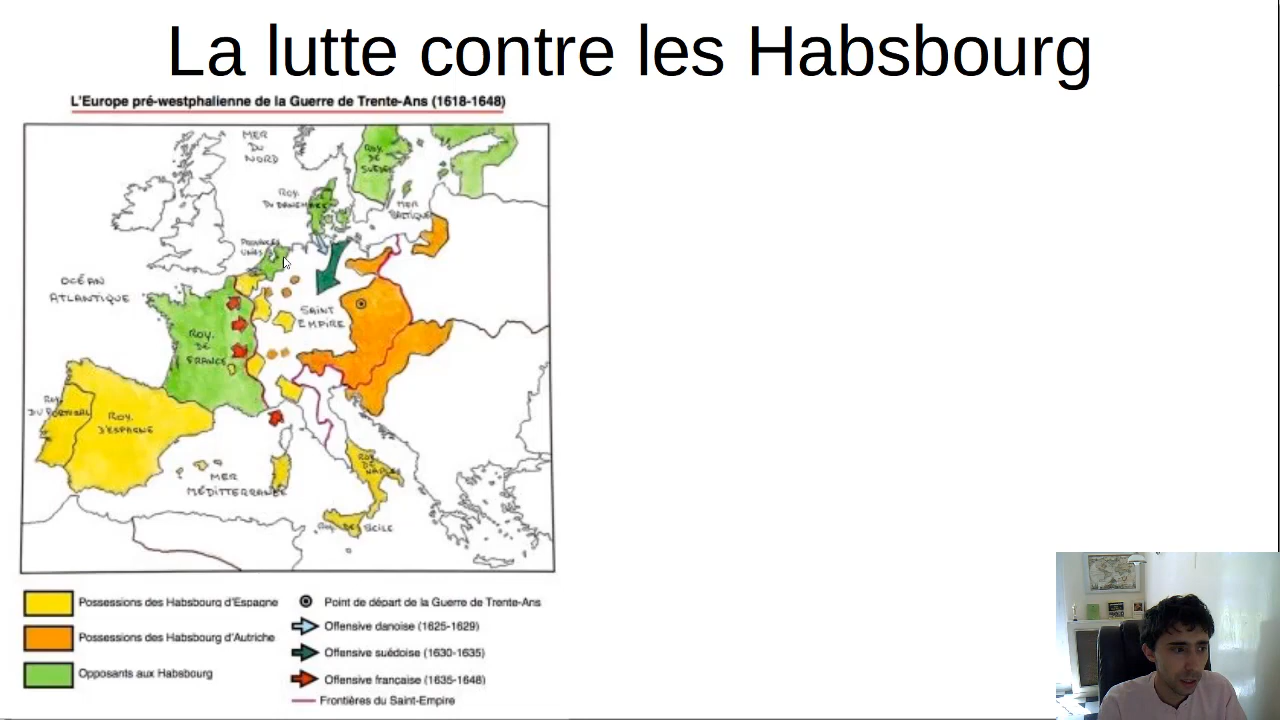 La lutte contre les Habsbourg
L'Europe pré-westphalienne de la Guerre de Trente-Ans (1618-1648)
MER
DU
NORD
ROY.
DE
SUÈDE
ROY.
DU DANEMARK
MER
BALTIQUE
PROVINCES
UNIES
OCÉAN
ATLANTIQUE
SAINT
EMPIRE
ROY.
DE
FRANCE
ROY.
DU PORTUGAL
ROY.
D'ESPAGNE
ROY.
DE
NAPLES
MER
MÉDITERRANÉE
ROY. DE SICILE
Possessions des Habsbourg d'Espagne
Possessions des Habsbourg d'Autriche
Opposants aux Habsbourg
Point de départ de la Guerre de Trente-Ans
Offensive danoise (1625-1629)
Offensive suédoise (1630-1635)
Offensive française (1635-1648)
Frontières du Saint-Empire